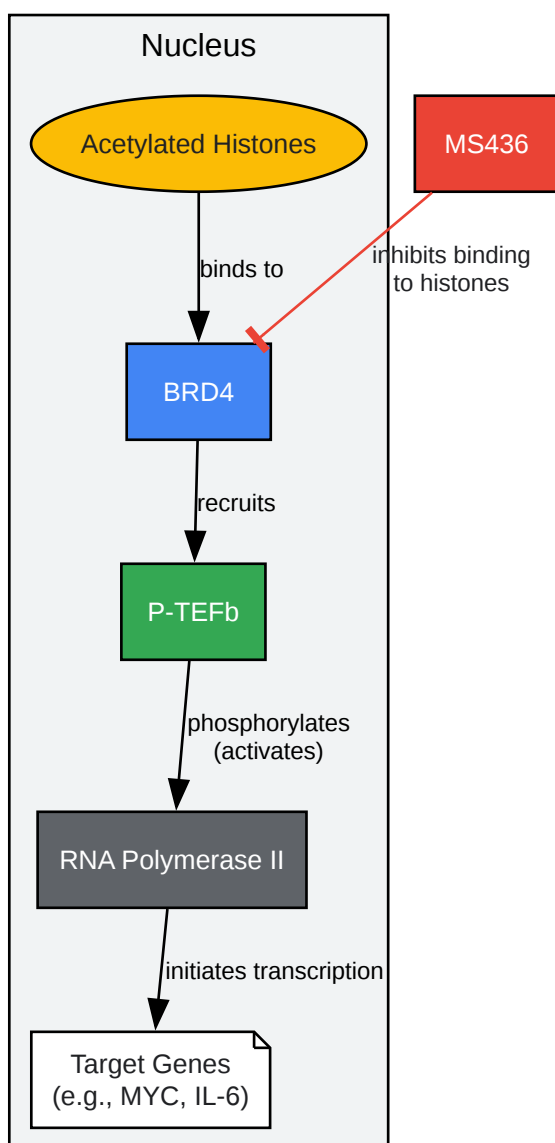 Nucleus
Acetylated Histones
MS436
binds to
inhibits binding
to histones
BRD4
recruits
P-TEFb
phosphorylates
(activates)
RNA Polymerase II
initiates transcription
Target Genes
(e.g., MYC, IL-6)